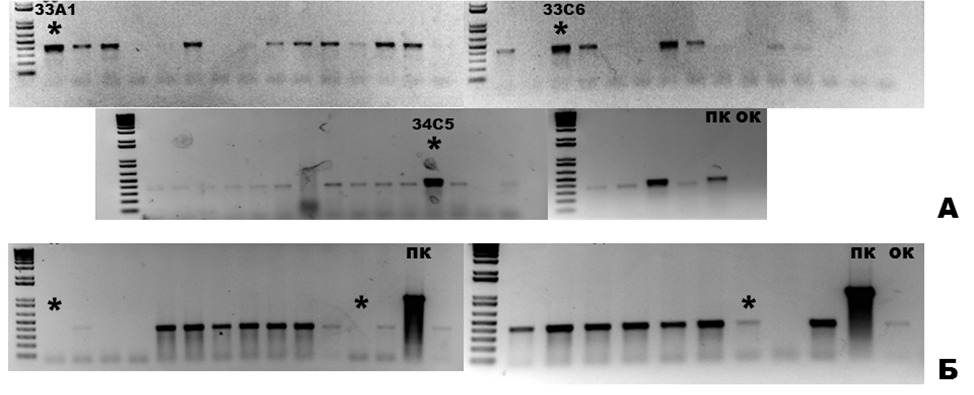 33A1 33C6
* *
34C5 ПК ОК
*
А
ПК ПК ОК
* * *
Б